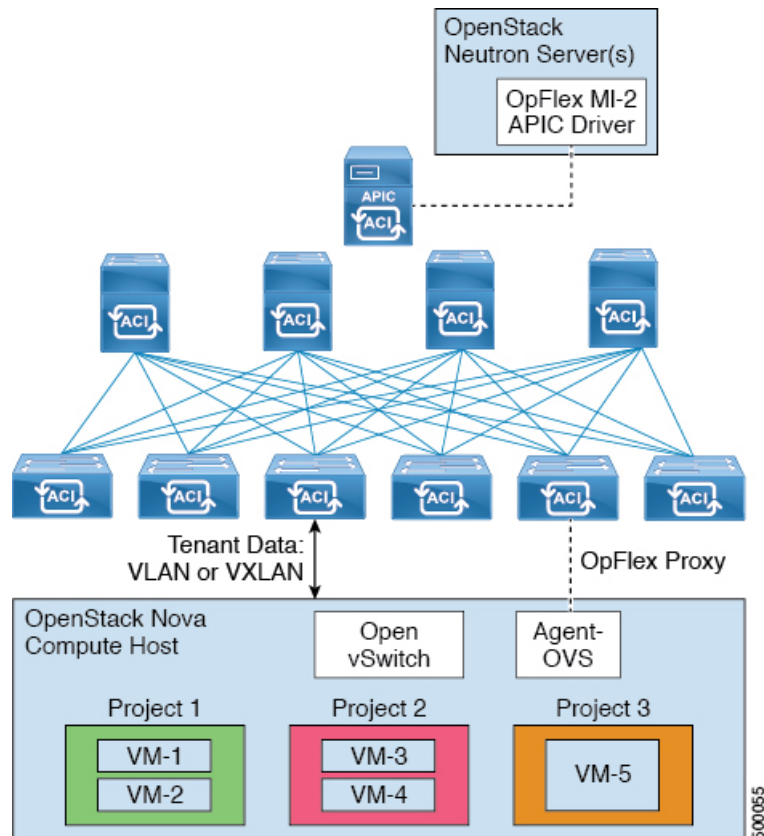 OpenStack
Neutron Server(s)
OpFlex MI-2
APIC Driver
APIC
ACI
ACI
ACI
ACI
ACI
ACI
ACI
ACI
ACI
ACI
ACI
Tenant Data:
VLAN or VXLAN
OpFlex Proxy
OpenStack Nova
Compute Host
Open
vSwitch
Agent-
OVS
Project 1
Project 2
Project 3
VM-1
VM-2
VM-3
VM-4
VM-5